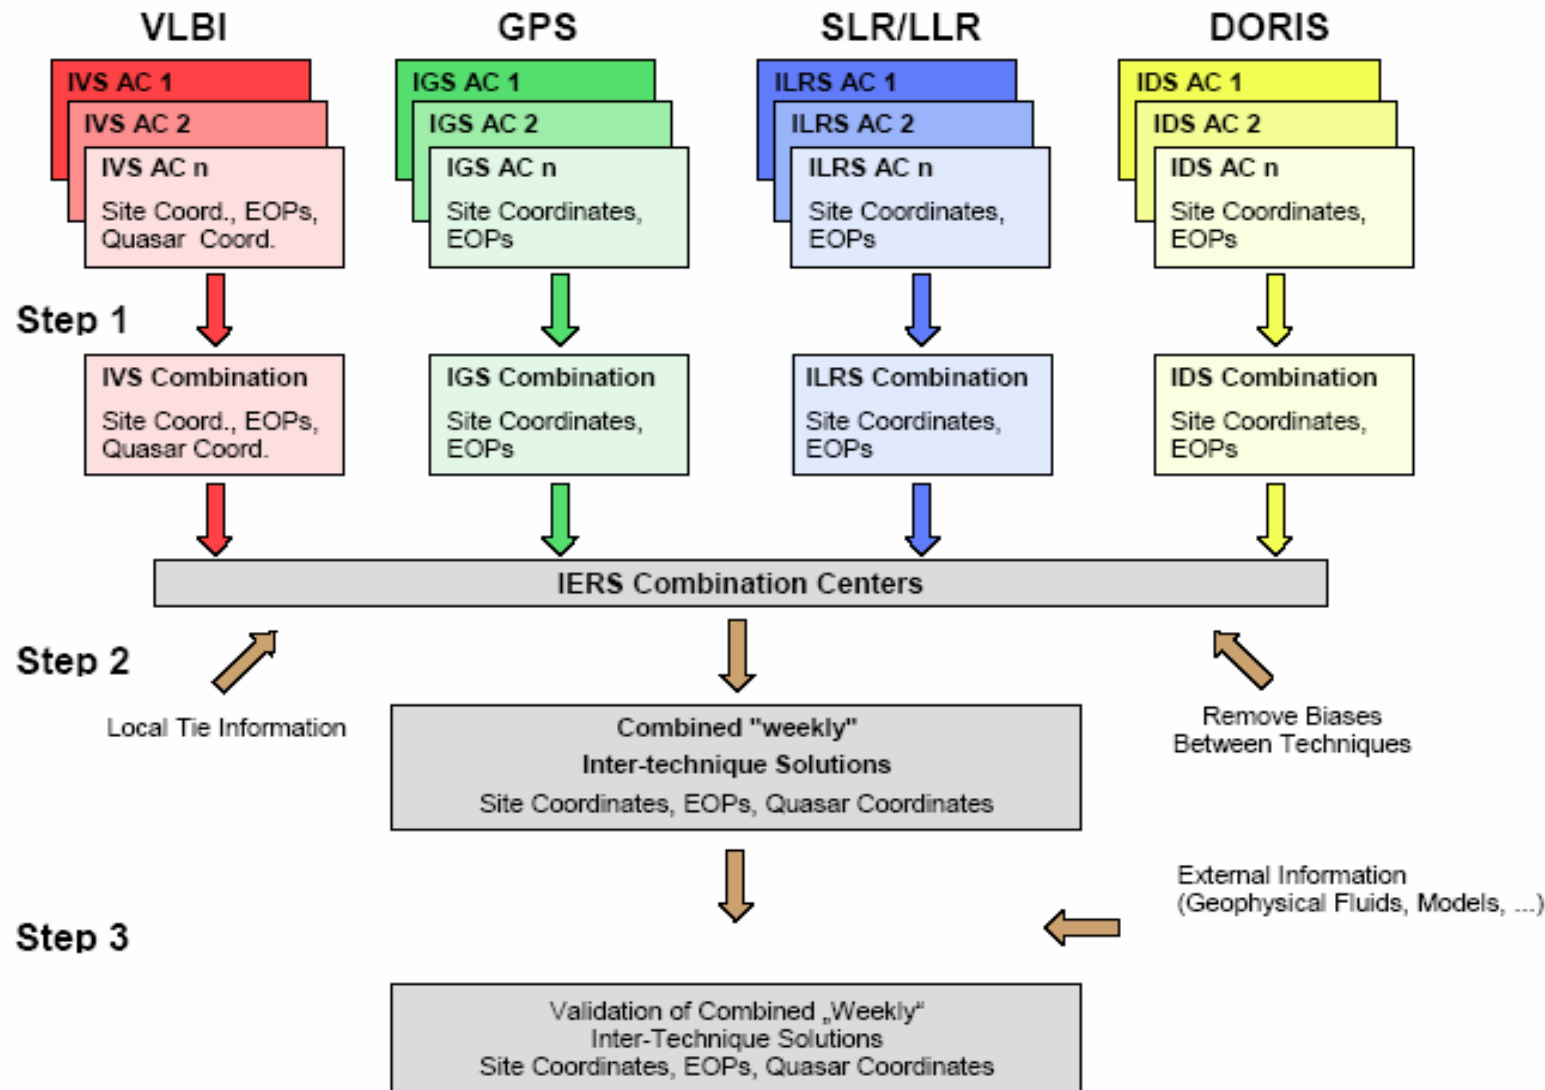 VLBI
GPS
SLR/LLR
DORIS
IVS AC 1
IVS AC 2
IVS AC n
Site Coord., EOPs,
Quasar Coord.
IGS AC 1
IGS AC 2
IGS AC n
Site Coordinates,
EOPs
ILRS AC 1
ILRS AC 2
ILRS AC n
Site Coordinates,
EOPs
IDS AC 1
IDS AC 2
IDS AC n
Site Coordinates,
EOPs
Step 1
IVS Combination
Site Coord., EOPs,
Quasar Coord.
IGS Combination
Site Coordinates,
EOPs
ILRS Combination
Site Coordinates,
EOPs
IDS Combination
Site Coordinates,
EOPs
IERS Combination Centers
Step 2
Local Tie Information
Remove Biases
Between Techniques
Combined "weekly"
Inter-technique Solutions
Site Coordinates, EOPs, Quasar Coordinates
External Information
(Geophysical Fluids, Models, ...)
Step 3
Validation of Combined „Weekly“
Inter-Technique Solutions
Site Coordinates, EOPs, Quasar Coordinates